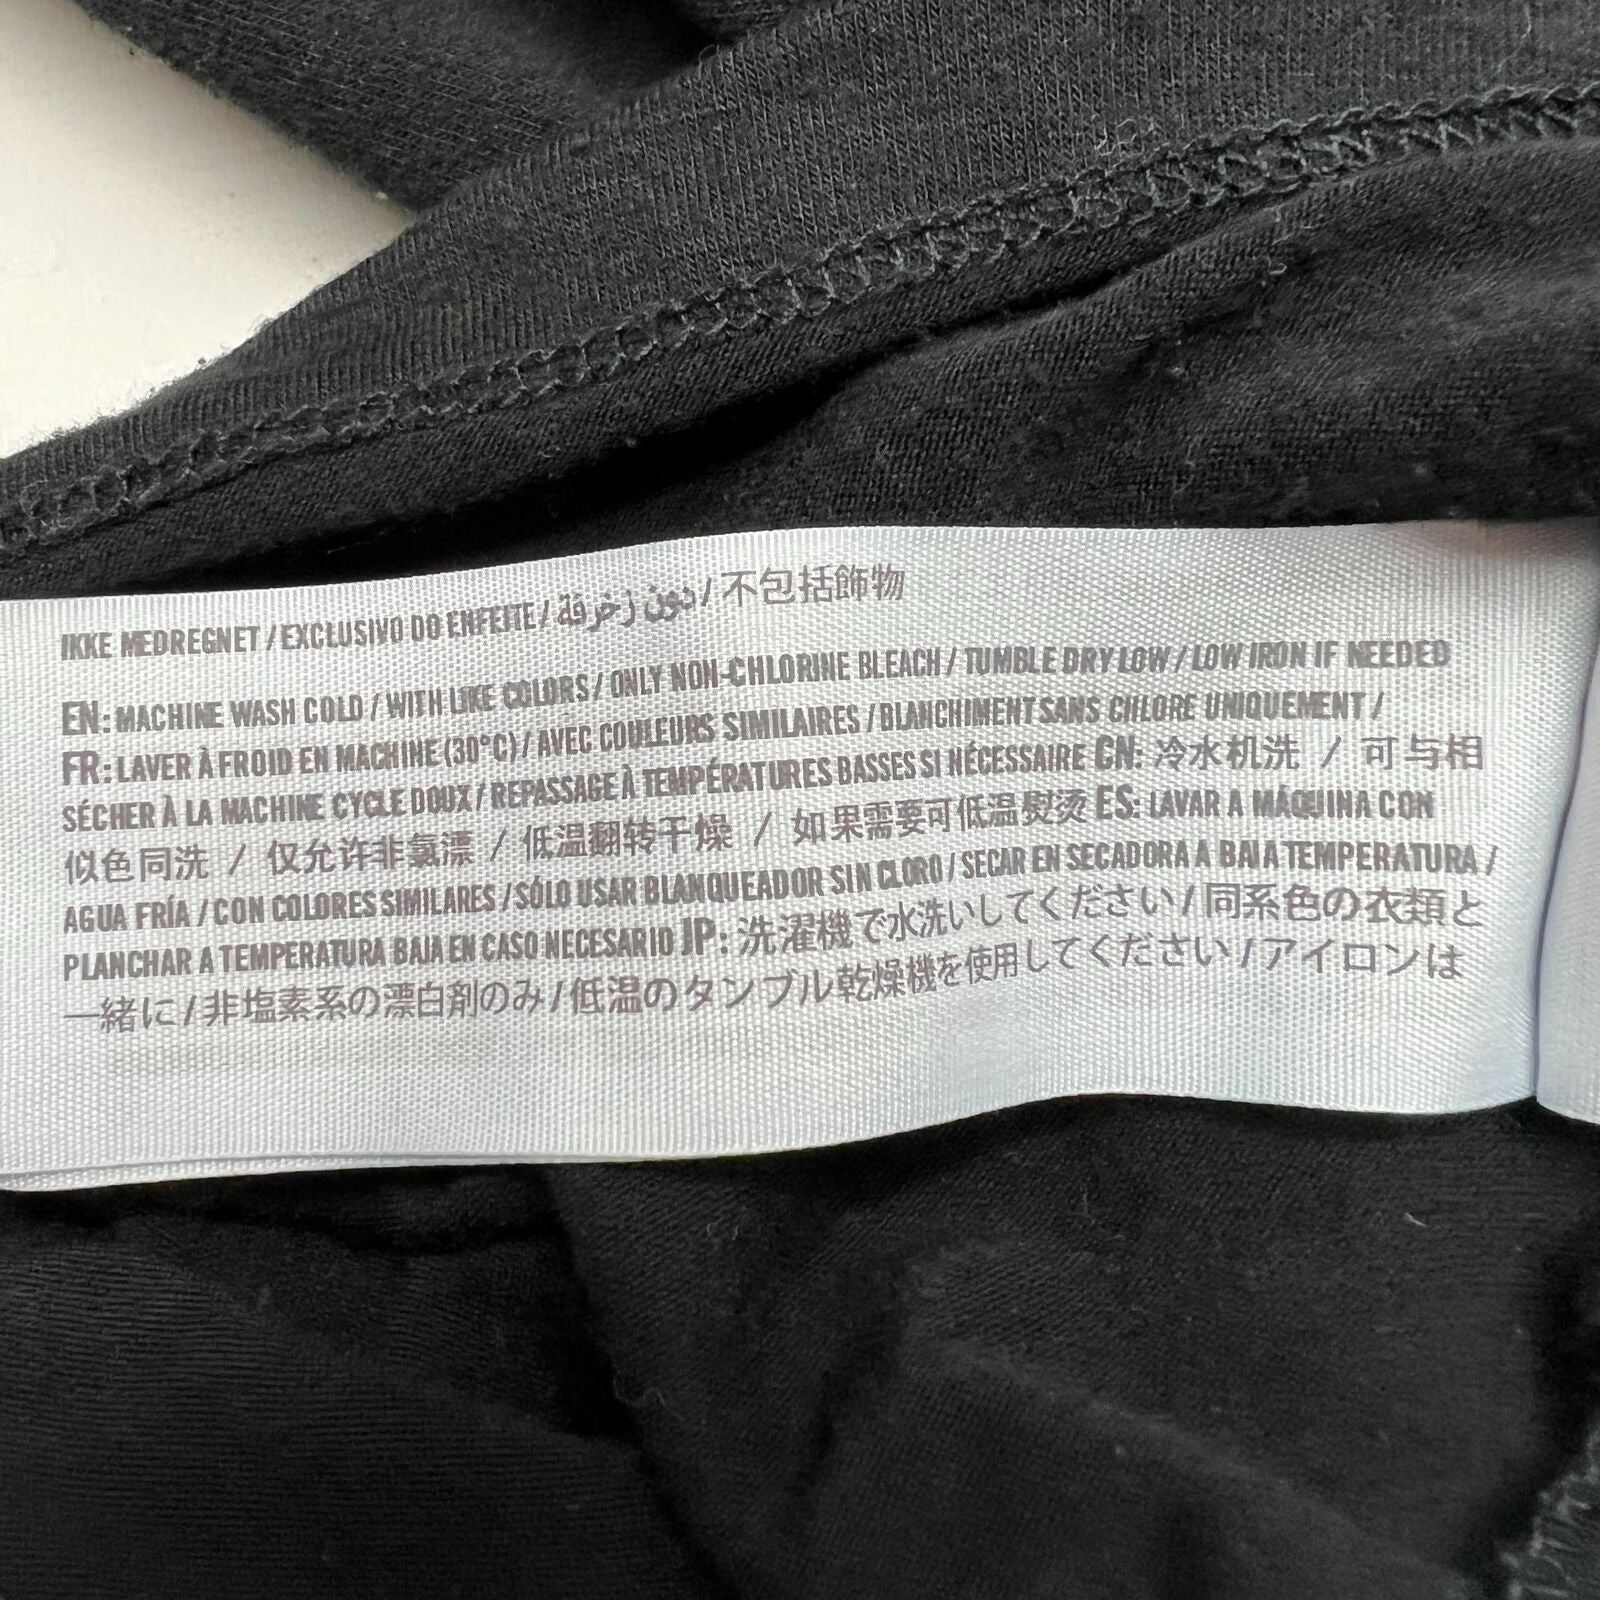 IKKE MEDREGNET / EXCLUSIVO DO ENFEITE / دون زخرفة / 不包括飾物
EN: MACHINE WASH COLD / WITH LIKE COLORS / ONLY NON-CHLORINE BLEACH / TUMBLE DRY LOW / LOW IRON IF NEEDED
FR: LAVER À FROID EN MACHINE (30°C) / AVEC COULEURS SIMILAIRES / BLANCHIMENT SANS CHLORE UNIQUEMENT /
SÉCHER À LA MACHINE CYCLE DOUX / REPASSAGE À TEMPÉRATURES BASSES SI NÉCESSAIRE CN: 冷水机洗 / 可与相
似色同洗 / 仅允许非氯漂 / 低温翻转干燥 / 如果需要可低温熨烫 ES: LAVAR A MÁQUINA CON
AGUA FRÍA / CON COLORES SIMILARES / SÓLO USAR BLANQUEADOR SIN CLORO / SECAR EN SECADORA A BAJA TEMPERATURA /
PLANCHAR A TEMPERATURA BAJA EN CASO NECESARIO JP: 洗濯機で水洗いしてください / 同系色の衣類と
一緒に / 非塩素系の漂白剤のみ / 低温のタンブル乾燥機を使用してください / アイロンは